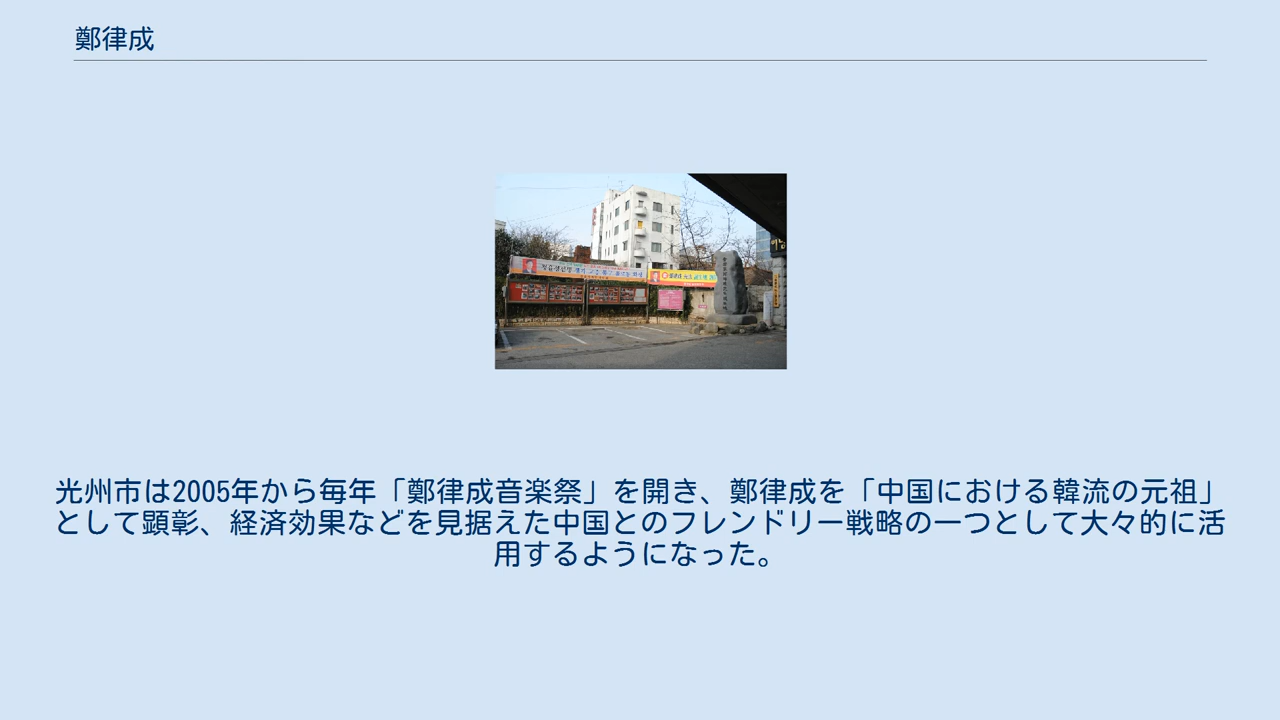 鄭律成
光州市は2005年から毎年「鄭律成音楽祭」を開き、鄭律成を「中国における韓流の元祖」
として顕彰、経済効果などを見据えた中国とのフレンドリー戦略の一つとして大々的に活
用するようになった。